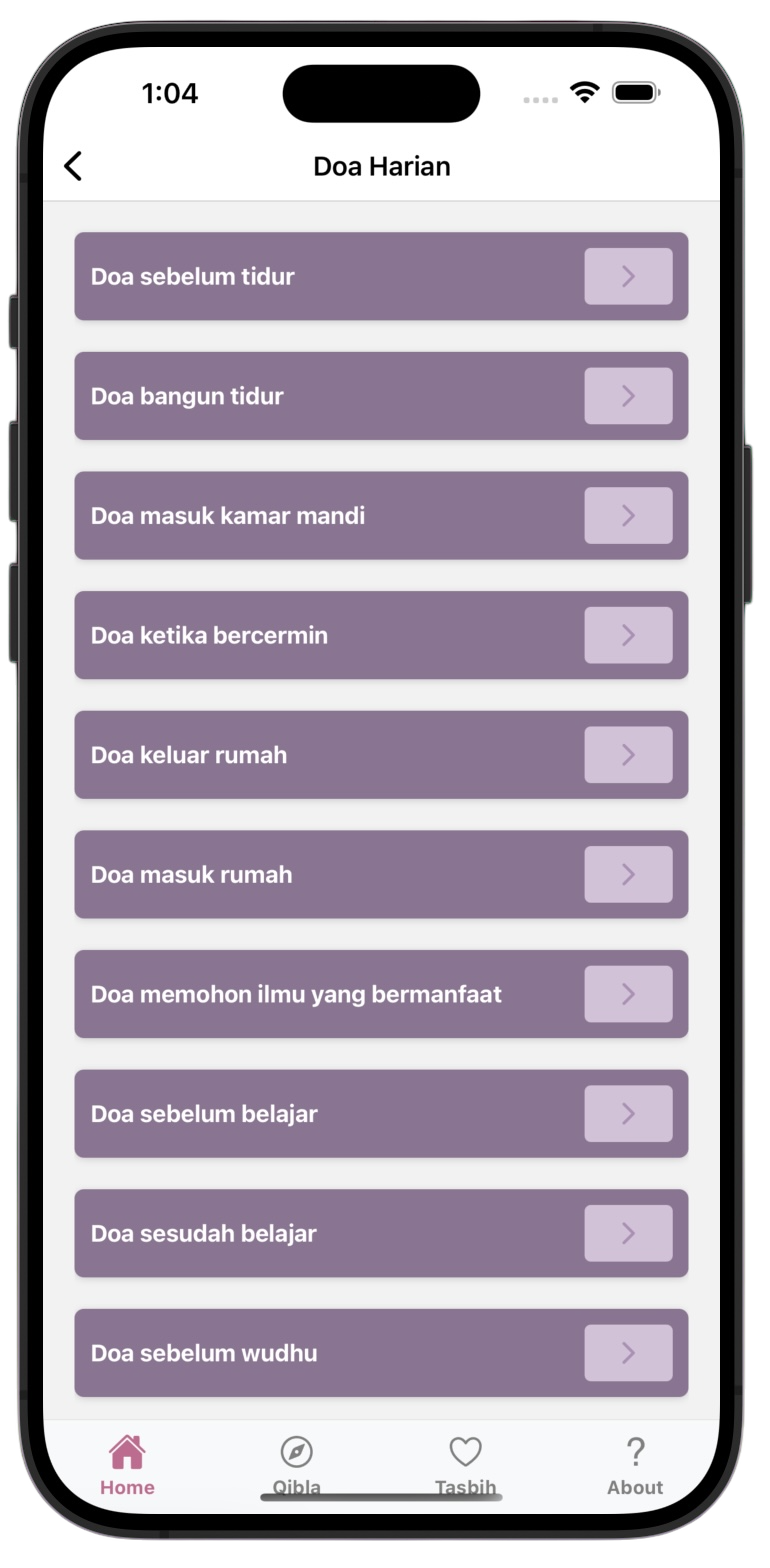 1:04
Doa Harian
Doa sebelum tidur
Doa bangun tidur
Doa masuk kamar mandi
Doa ketika bercermin
Doa keluar rumah
Doa masuk rumah
Doa memohon ilmu yang bermanfaat
Doa sebelum belajar
Doa sesudah belajar
Doa sebelum wudhu
Home Qibla Tasbih About